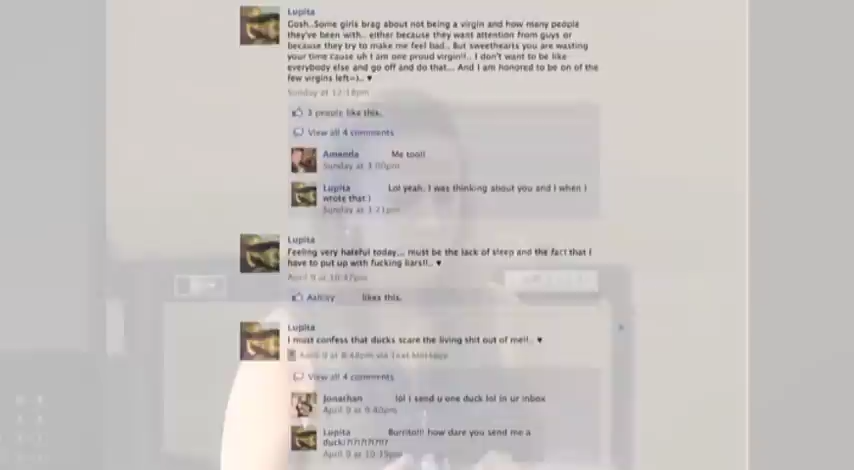 Lupita
Gosh..Some girls brag about not being a virgin and how many people
they've been with.. either because they want attention from guys or
because they try to make me feel bad.. But sweethearts you are wasting
your time cause uh I am one proud virgin!!.. I don't want to be like
everybody else and go off and do that... And I am honored to be on of the
few virgins left=).. ♥
Sunday at 12:18pm
3 people like this.
View all 4 comments
Amanda Me too!!
Sunday at 3:00pm
Lupita Lol yeah. I was thinking about you and I when I
wrote that:)
Sunday at 3:21pm
Lupita
Feeling very hateful today... must be the lack of sleep and the fact that I
have to put up with fucking liars!!.. ♥
April 9 at 10:47pm
Ashley likes this.
Lupita
I must confess that ducks scare the living shit out of me!!.. ♥
April 9 at 8:48pm via Text Message
View all 4 comments
Jonathan lol i send u one duck lol in ur inbox
April 9 at 9:40pm
Lupita Burrito!!! how dare you send me a
duck!?!?!?!?!!?
April 9 at 10:39pm